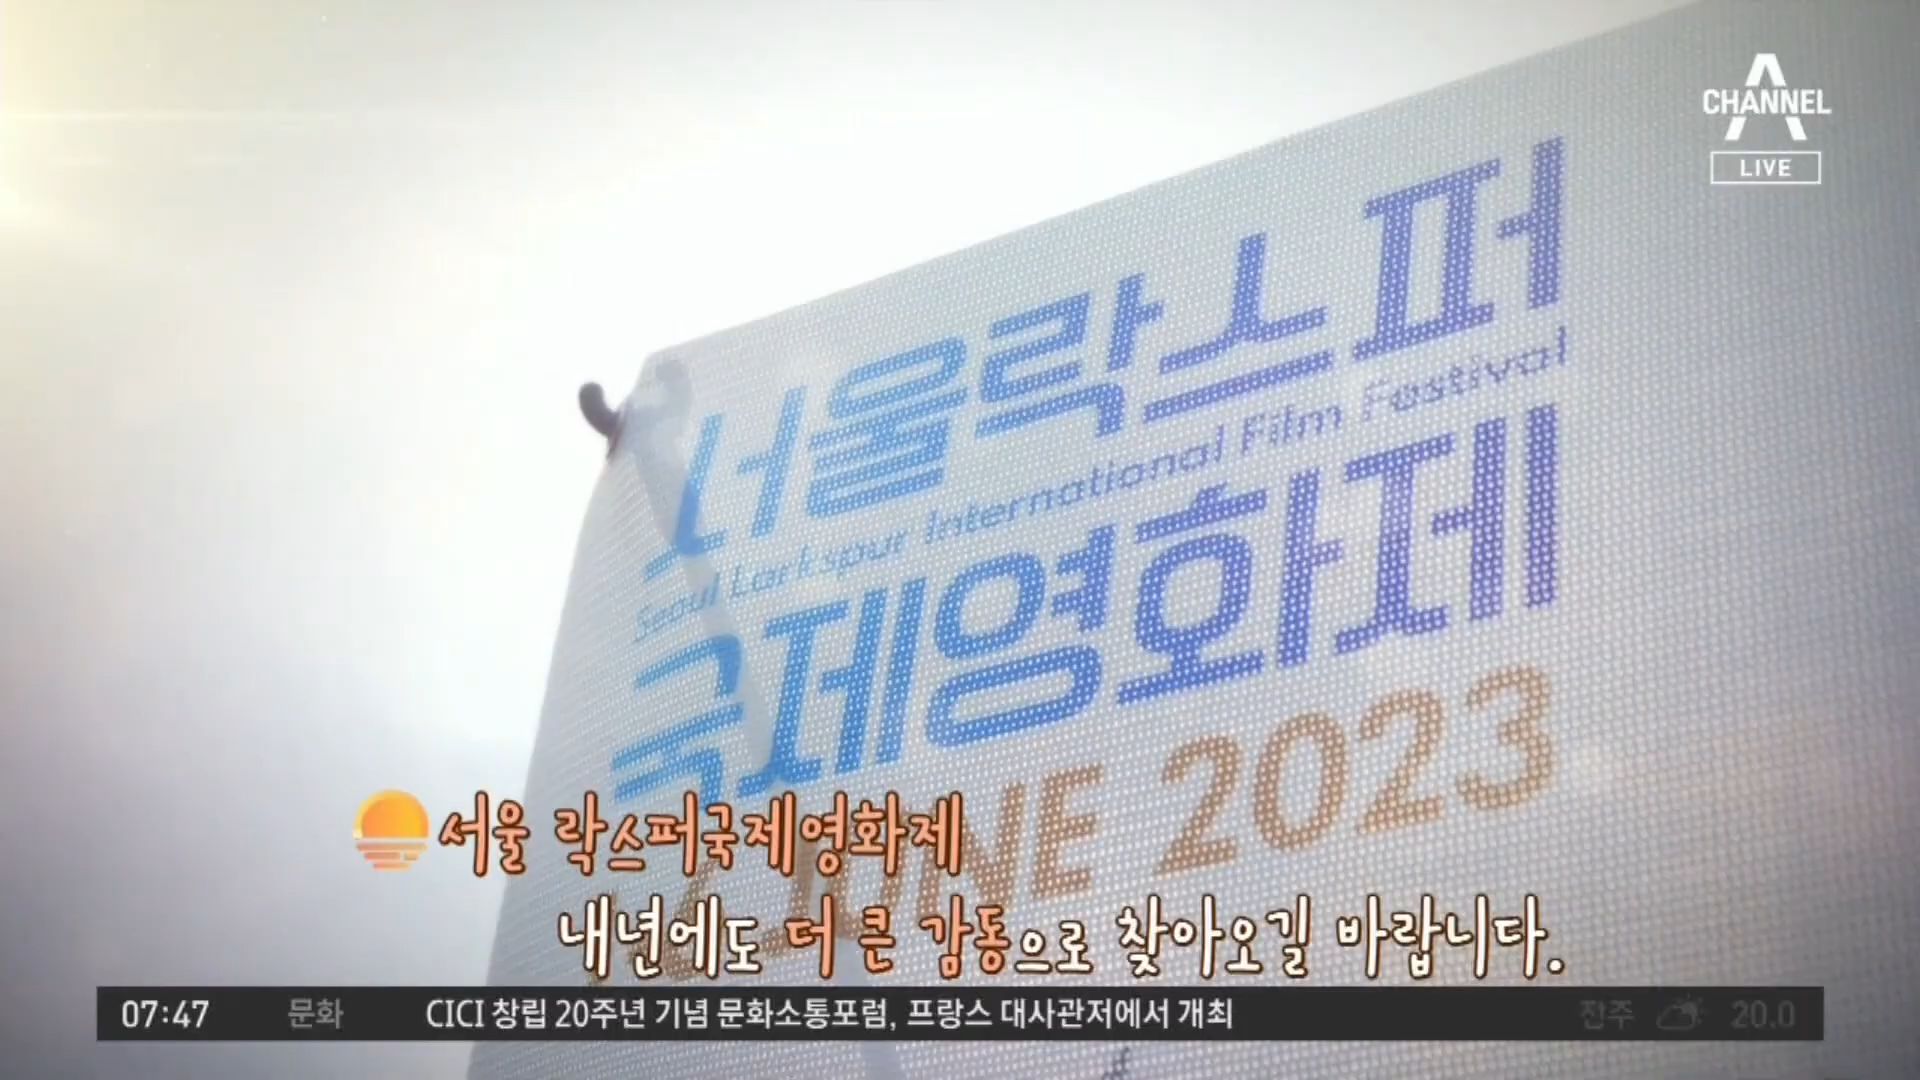 CHANNEL A
LIVE
서울락스퍼
Seoul Larkspur International Film Festival
국제영화제
JUNE 2023
서울 락스퍼국제영화제
내년에도 더 큰 감동으로 찾아오길 바랍니다.
07:47 문화 CICI 창립 20주년 기념 문화소통포럼, 프랑스 대사관저에서 개최 20.0